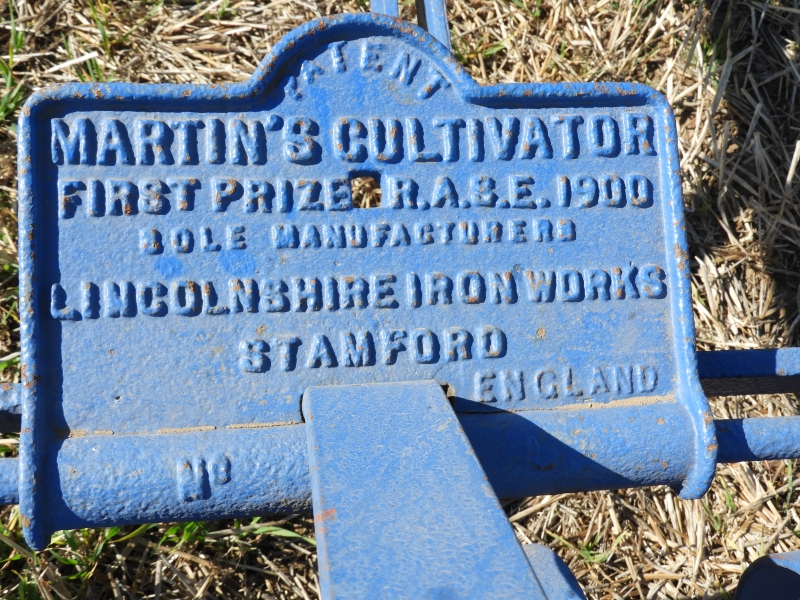 PATENT
MARTIN'S CULTIVATOR
FIRST PRIZE R.A.S.E. 1900
SOLE MANUFACTURERS
LINCOLNSHIRE IRON WORKS
STAMFORD
ENGLAND
No